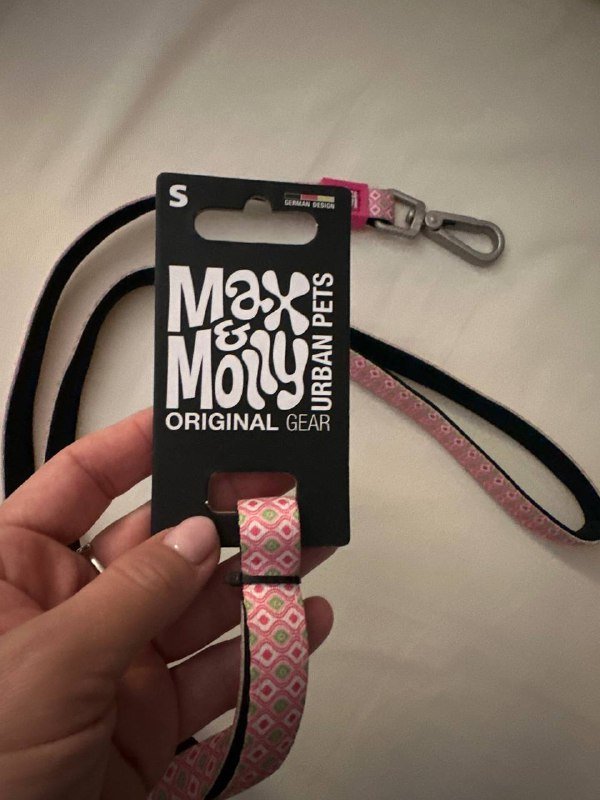 S
GERMAN DESIGN
Max
&
Molly
URBAN PETS
ORIGINAL GEAR